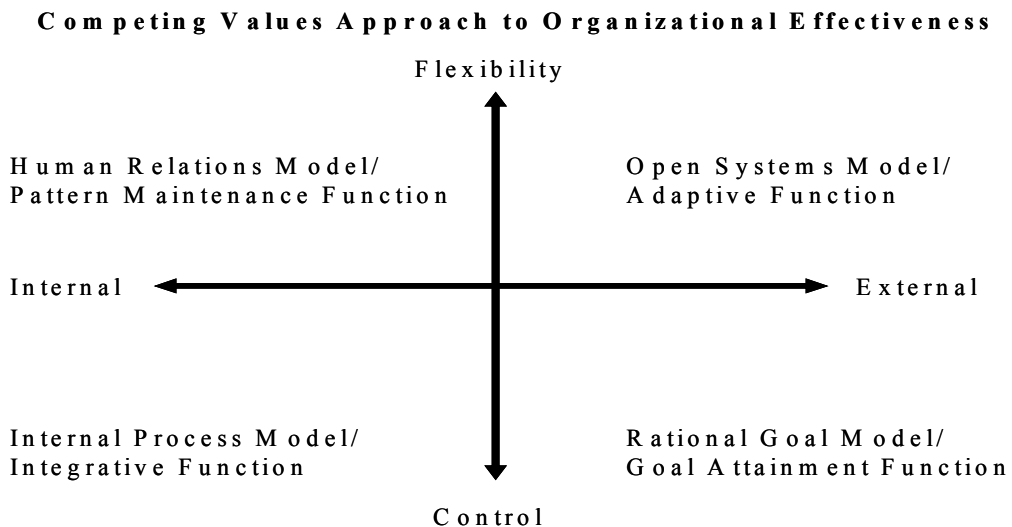 Competing Values Approach to Organizational Effectiveness
Flexibility
Human Relations Model/
Pattern Maintenance Function
Open Systems Model/
Adaptive Function
Internal
External
Internal Process Model/
Integrative Function
Rational Goal Model/
Goal Attainment Function
Control